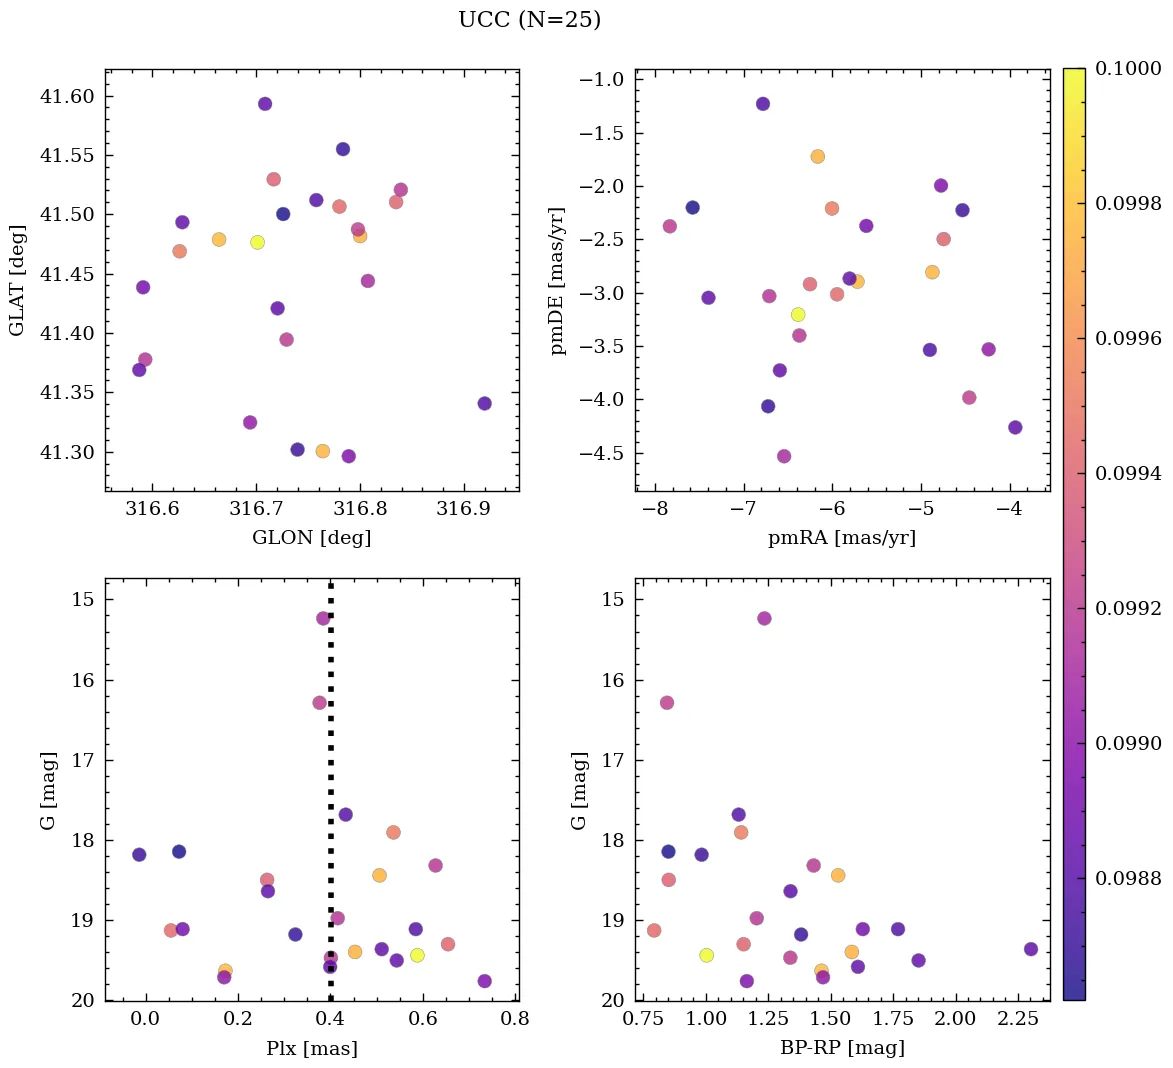 UCC (N=25)
41.60
41.55
41.50
41.45
41.40
41.35
41.30
GLAT [deg]
316.6 316.7 316.8 316.9
GLON [deg]
−1.0
−1.5
−2.0
−2.5
−3.0
−3.5
−4.0
−4.5
pmDE [mas/yr]
−8 −7 −6 −5 −4
pmRA [mas/yr]
15
16
17
18
19
20
G [mag]
0.0 0.2 0.4 0.6 0.8
Plx [mas]
15
16
17
18
19
20
G [mag]
0.75 1.00 1.25 1.50 1.75 2.00 2.25
BP-RP [mag]
0.1000
0.0998
0.0996
0.0994
0.0992
0.0990
0.0988